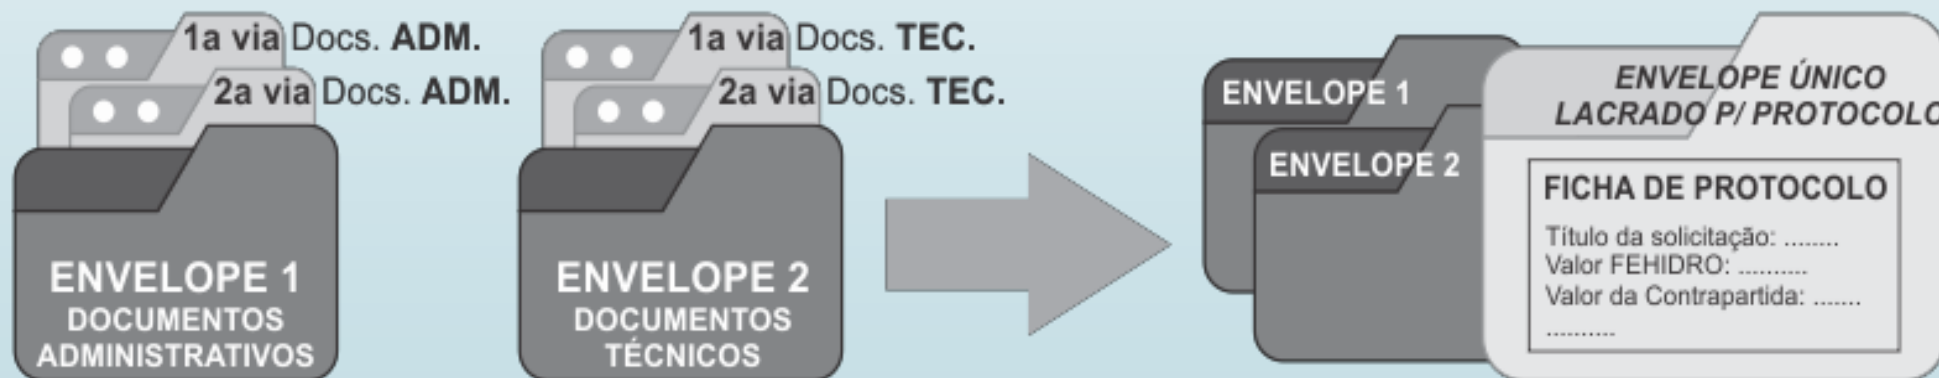 1a via Docs. ADM.
2a via Docs. ADM.
ENVELOPE 1
DOCUMENTOS
ADMINISTRATIVOS
1a via Docs. TEC.
2a via Docs. TEC.
ENVELOPE 2
DOCUMENTOS
TÉCNICOS
ENVELOPE 1
ENVELOPE 2
ENVELOPE ÚNICO
LACRADO P/ PROTOCOLO
FICHA DE PROTOCOLO
Título da solicitação: ........
Valor FEHIDRO: ..........
Valor da Contrapartida: .......
..........